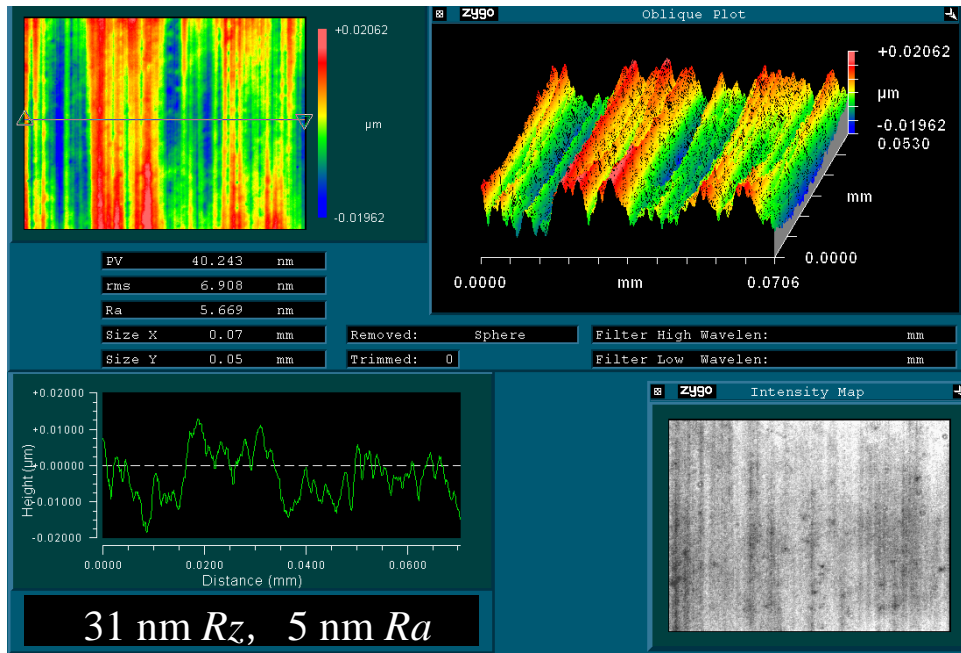 +0.02062
µm
-0.01962
zygo Oblique Plot
+0.02062
µm
-0.01962
0.0530
mm
0.0000
0.0000 mm 0.0706
PV 40.243 nm
rms 6.908 nm
Ra 5.669 nm
Size X 0.07 mm
Size Y 0.05 mm
Removed: Sphere
Trimmed: 0
Filter High Wavelen: mm
Filter Low Wavelen: mm
+0.02000
+0.01000
+0.00000
-0.01000
-0.02000
Height (µm)
0.0000 0.0200 0.0400 0.0600
Distance (mm)
zygo Intensity Map
31 nm Rz, 5 nm Ra